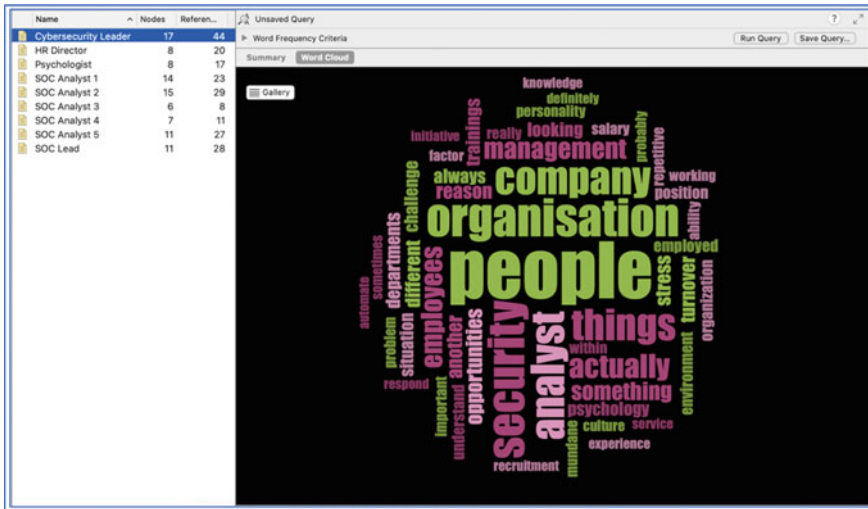 Name Nodes Referen...
Cybersecurity Leader 17 44
HR Director 8 20
Psychologist 8 17
SOC Analyst 1 14 23
SOC Analyst 2 15 29
SOC Analyst 3 6 8
SOC Analyst 4 7 11
SOC Analyst 5 11 27
SOC Lead 11 28
Unsaved Query ?
Word Frequency Criteria Run Query Save Query...
Summary Word Cloud
Gallery
knowledge
definitely
personality
initiative
trainings
really
looking
salary
probably
factor
management
repetitive
always
company
working
reason
position
challenge
organisation
ability
departments
different
employees
people
stress
employed
turnover
organization
sometimes
automate
problem
situation
another
opportunities
security
analyst
things
within
actually
environment
respond
important
understand
something
psychology
culture
service
mundane
experience
recruitment